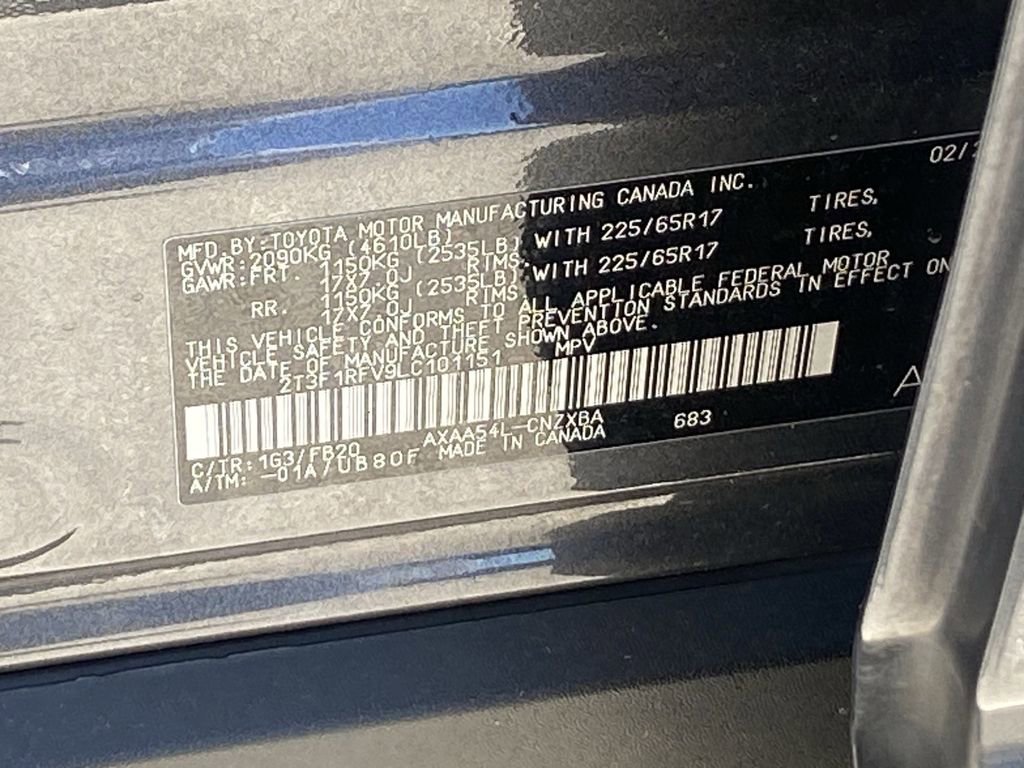 02/
MFD. BY: TOYOTA MOTOR MANUFACTURING CANADA INC.
GVWR: 2090KG (4610LB)
GAWR: FRT. 1150KG (2535LB) WITH 225/65R17 TIRES,
17X7.0J RIMS,
RR. 1150KG (2535LB) WITH 225/65R17 TIRES,
17X7.0J RIMS
THIS VEHICLE CONFORMS TO ALL APPLICABLE FEDERAL MOTOR
VEHICLE SAFETY AND THEFT PREVENTION STANDARDS IN EFFECT ON
THE DATE OF MANUFACTURE SHOWN ABOVE.
2T3F1RFV9LC101151 MPV
A
C/TR: 1G3/FB20 AXAA54L-CNZXBA 683
A/TM: -01A/UB80F MADE IN CANADA